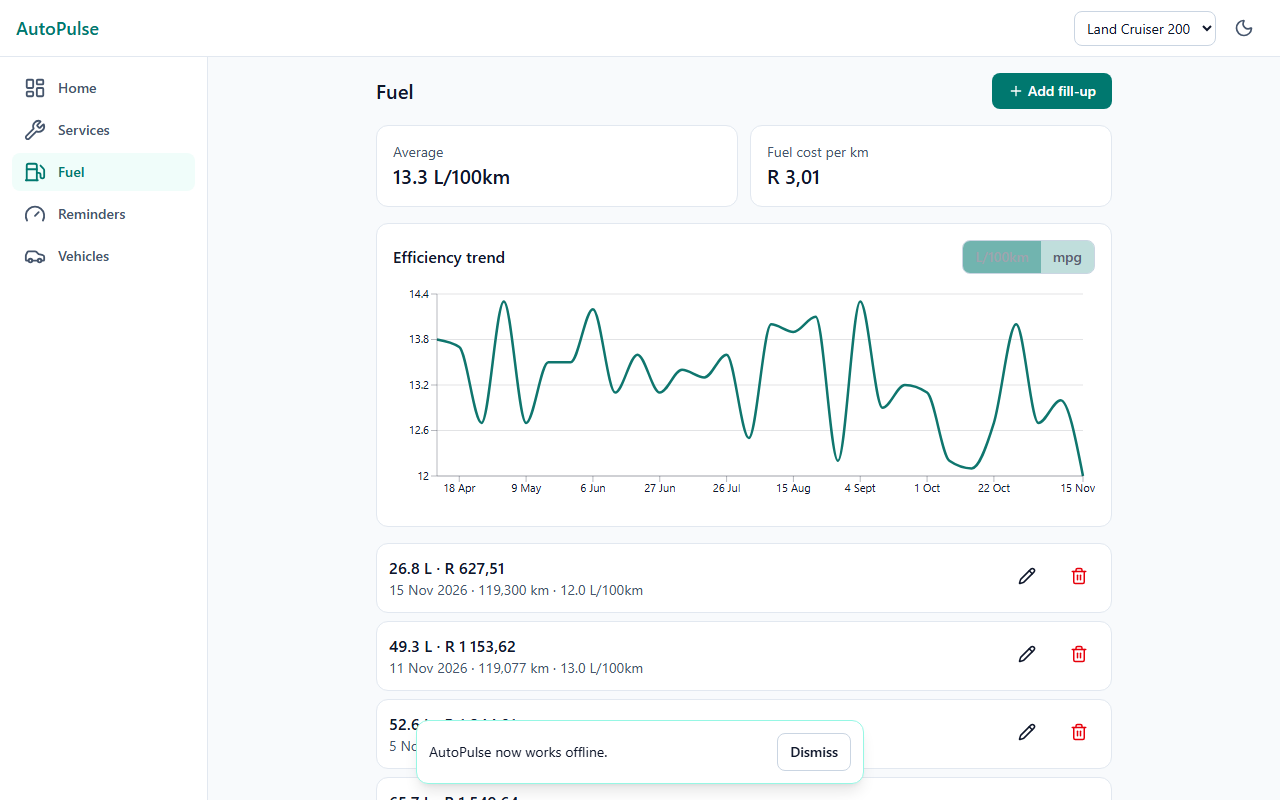 AutoPulse
Land Cruiser 200
Home
Services
Fuel
Reminders
Vehicles
Fuel
+ Add fill-up
Average
13.3 L/100km
Fuel cost per km
R 3,01
Efficiency trend
L/100km
mpg
14.4
13.8
13.2
12.6
12
18 Apr
9 May
6 Jun
27 Jun
26 Jul
15 Aug
4 Sept
1 Oct
22 Oct
15 Nov
26.8 L · R 627,51
15 Nov 2026 · 119,300 km · 12.0 L/100km
49.3 L · R 1 153,62
11 Nov 2026 · 119,077 km · 13.0 L/100km
52.6
AutoPulse now works offline.
Dismiss